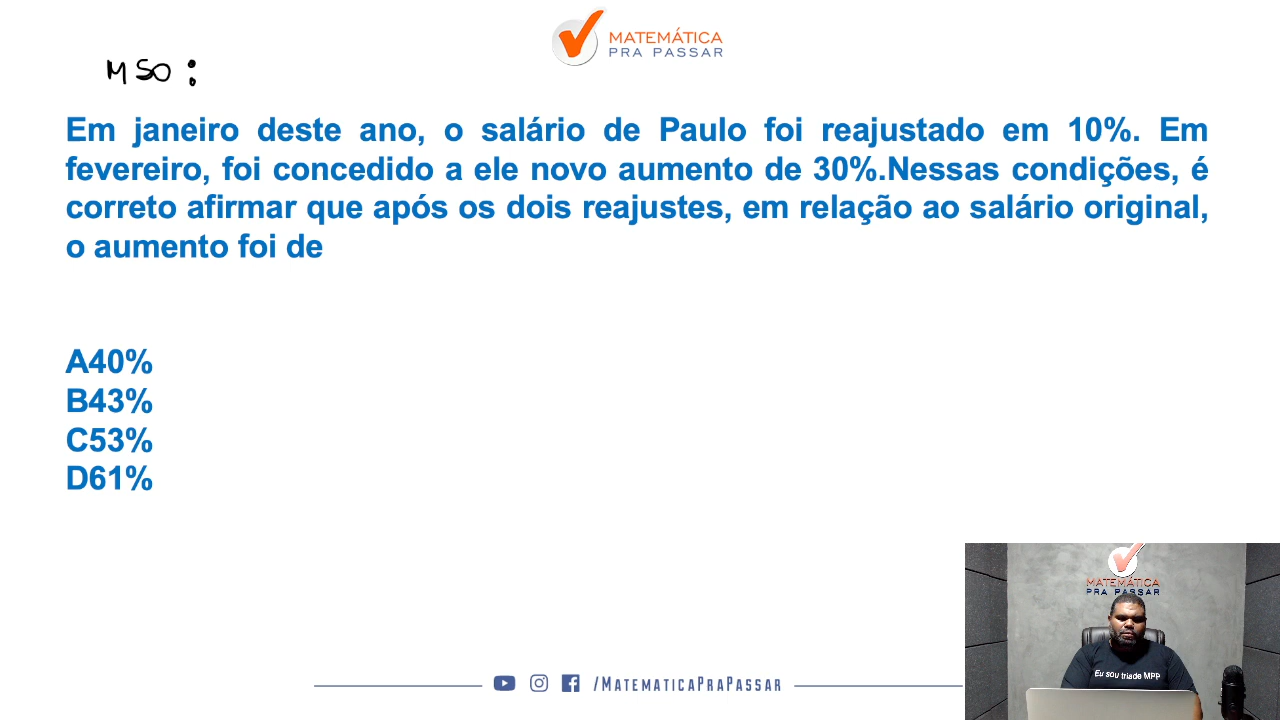 MATEMÁTICA
PRA PASSAR
MSO:
Em janeiro deste ano, o salário de Paulo foi reajustado em 10%. Em
fevereiro, foi concedido a ele novo aumento de 30%.Nessas condições, é
correto afirmar que após os dois reajustes, em relação ao salário original,
o aumento foi de
A40%
B43%
C53%
D61%
MATEMÁTICA
PRA PASSAR
Eu sou tríade MPP
/MATEMATICAPRAPASSAR